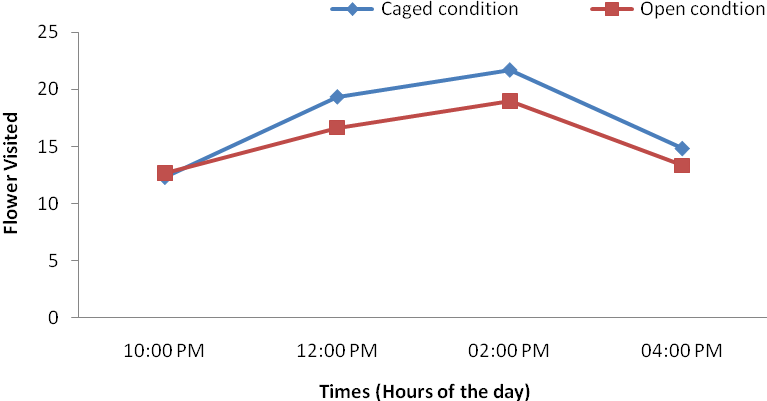 Caged condition
Open condtion
25
20
15
10
5
0
Flower Visited
10:00 PM
12:00 PM
02:00 PM
04:00 PM
Times (Hours of the day)